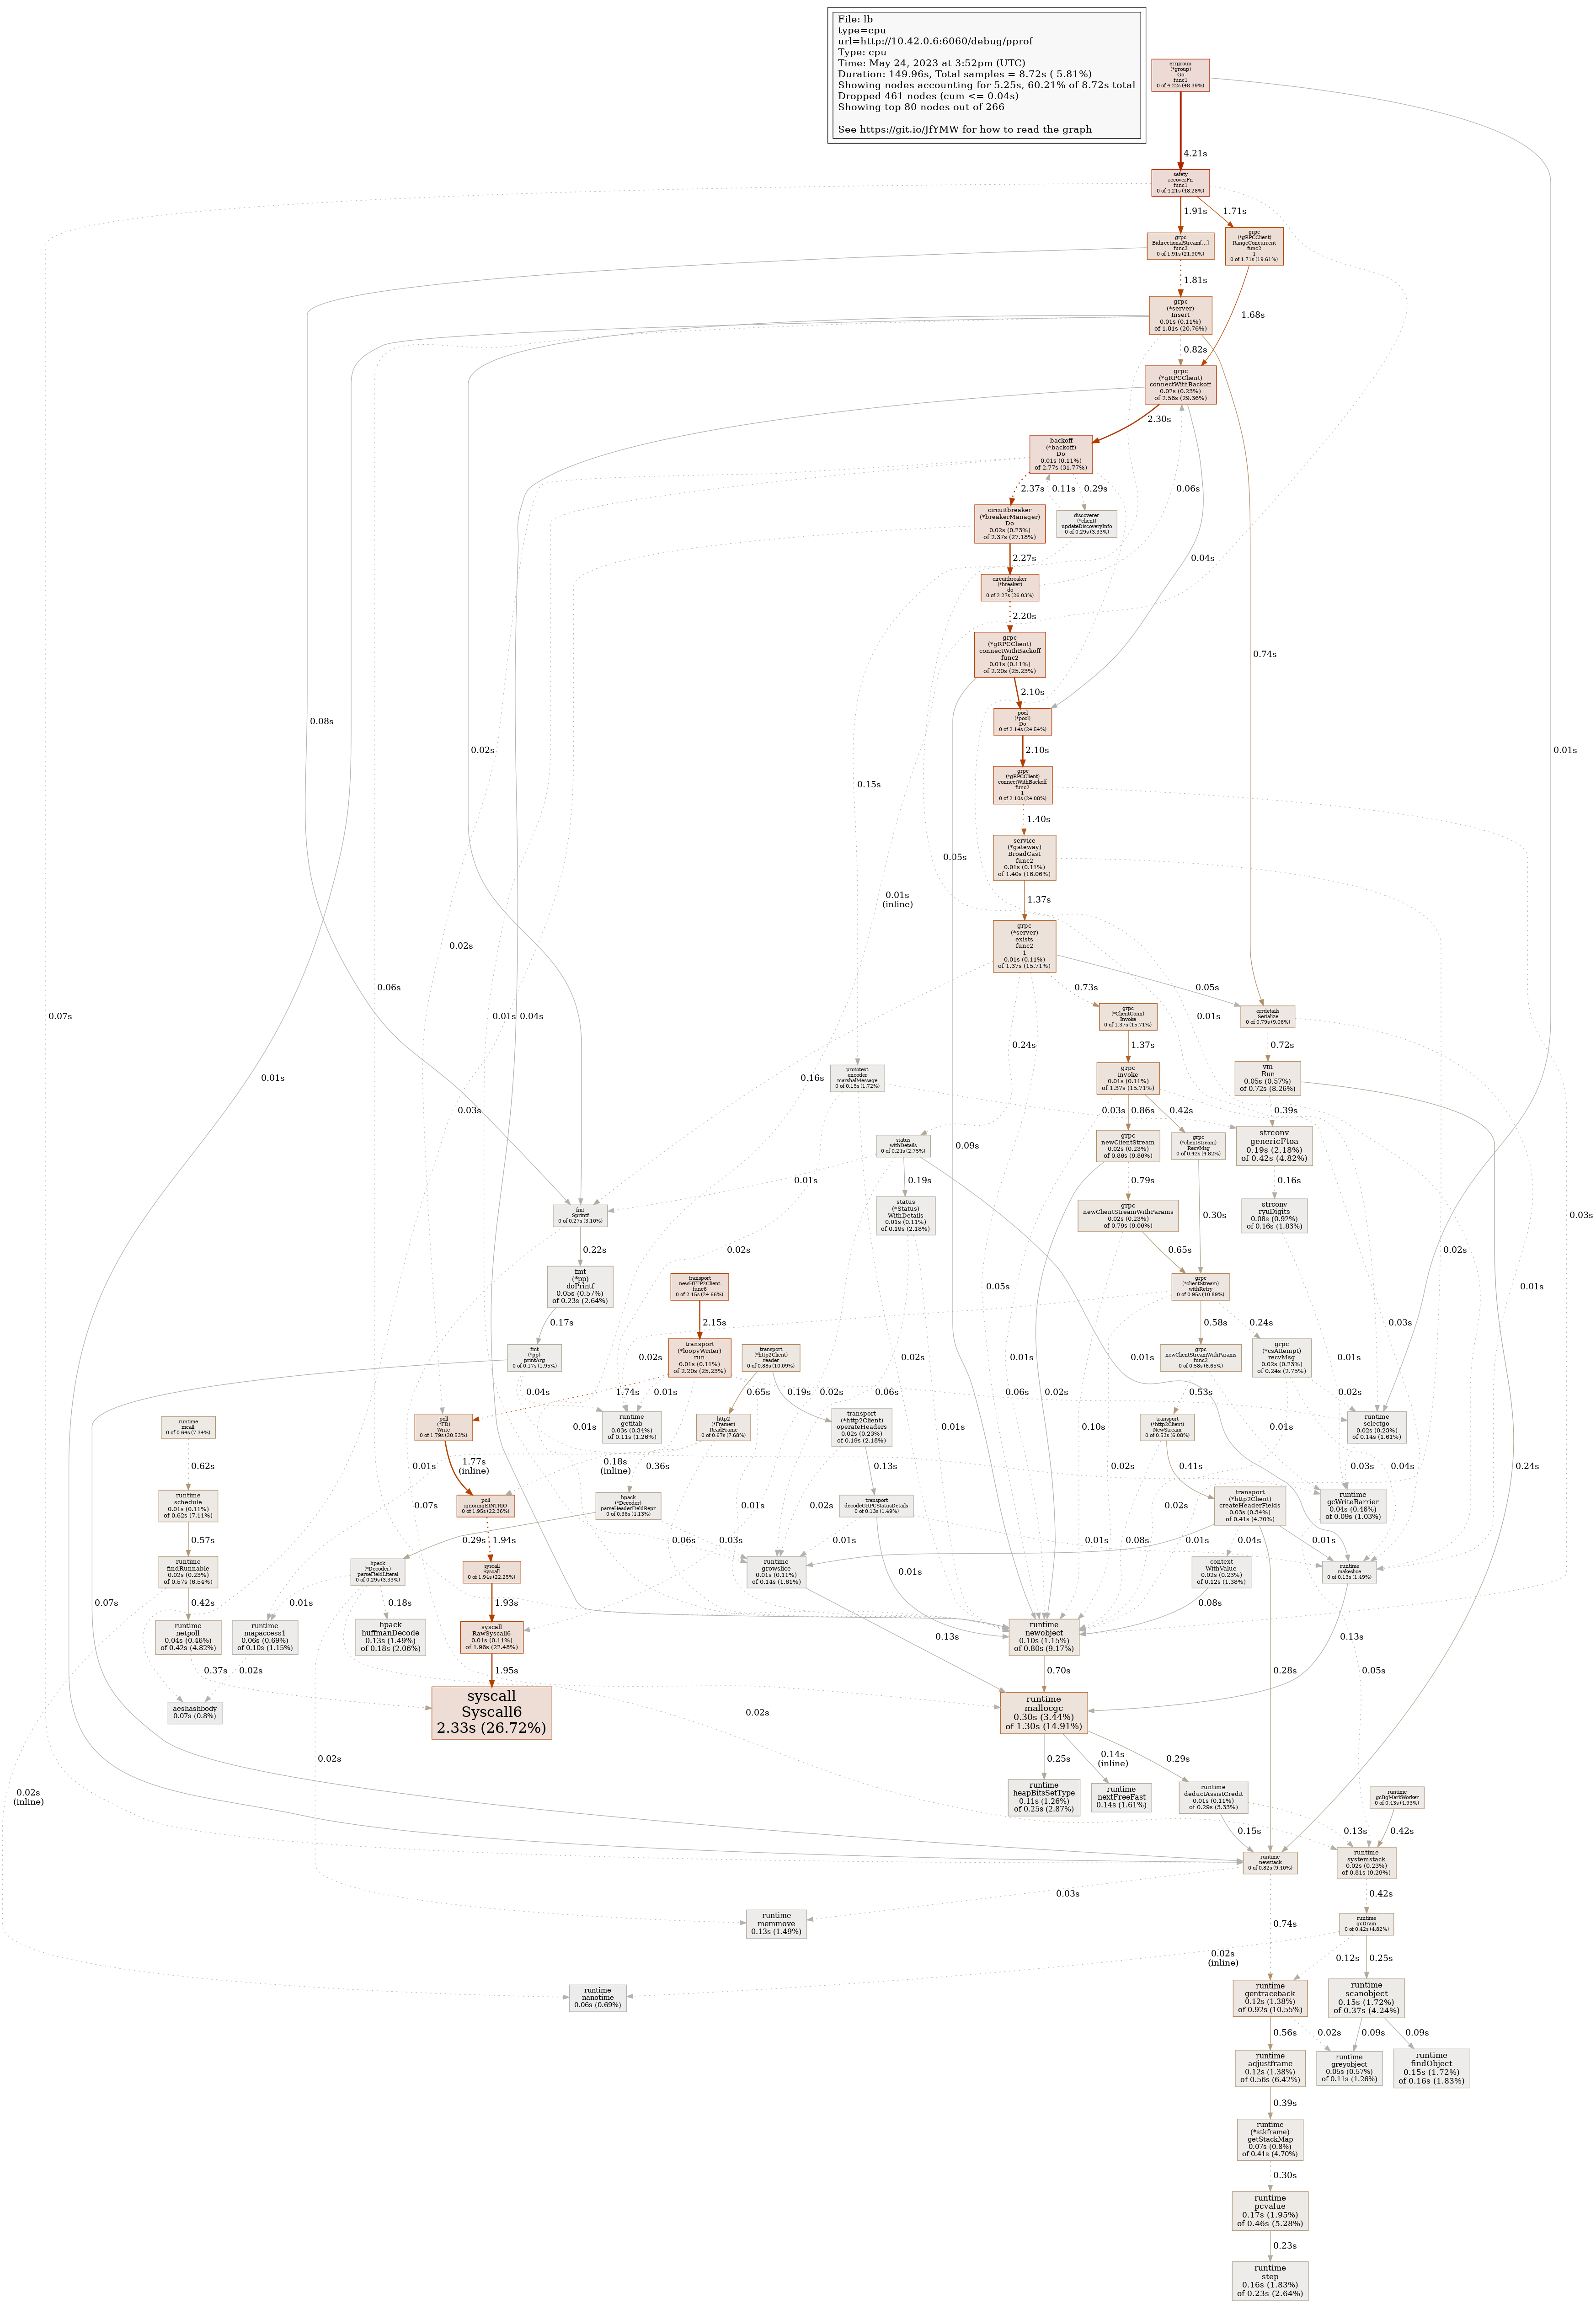 File: lb
type=cpu
url=http://10.42.0.6:6060/debug/pprof
Type: cpu
Time: May 24, 2023 at 3:52pm (UTC)
Duration: 149.96s, Total samples = 8.72s ( 5.81%)
Showing nodes accounting for 5.25s, 60.21% of 8.72s total
Dropped 461 nodes (cum <= 0.04s)
Showing top 80 nodes out of 266
See https://git.io/JfYMW for how to read the graph
errgroup
(*group)
Go
func1
0 of 4.22s (48.39%)
4.21s
safety
recoverFn
func1
0 of 4.21s (48.28%)
1.91s
1.71s
grpc
BidirectionalStream[...]
func3
0 of 1.91s (21.90%)
grpc
(*gRPCClient)
RangeConcurrent
func2
1
0 of 1.71s (19.61%)
1.81s
grpc
(*server)
Insert
0.01s (0.11%)
of 1.81s (20.76%)
1.68s
0.82s
grpc
(*gRPCClient)
connectWithBackoff
0.02s (0.23%)
of 2.56s (29.36%)
2.30s
backoff
(*backoff)
Do
0.01s (0.11%)
of 2.77s (31.77%)
2.37s
0.11s
0.29s
0.06s
circuitbreaker
(*breakerManager)
Do
0.02s (0.23%)
of 2.37s (27.18%)
discoverer
(*client)
updateDiscoveryInfo
0 of 0.29s (3.33%)
2.27s
0.04s
circuitbreaker
(*breaker)
do
0 of 2.27s (26.03%)
2.20s
grpc
(*gRPCClient)
connectWithBackoff
func2
0.01s (0.11%)
of 2.20s (25.23%)
0.74s
2.10s
pool
(*pool)
Do
0 of 2.14s (24.54%)
0.08s
0.02s
2.10s
0.01s
grpc
(*gRPCClient)
connectWithBackoff
func2
1
0 of 2.10s (24.08%)
0.15s
1.40s
service
(*gateway)
BroadCast
func2
0.01s (0.11%)
of 1.40s (16.06%)
0.05s
0.01s
(inline)
1.37s
grpc
(*server)
exists
func2
1
0.01s (0.11%)
of 1.37s (15.71%)
0.02s
0.06s
0.73s
0.05s
0.07s
0.01s
0.04s
grpc
(*ClientConn)
Invoke
0 of 1.37s (15.71%)
0.01s
errdetails
Serialize
0 of 0.79s (9.06%)
0.24s
1.37s
0.72s
prototext
encoder
marshalMessage
0 of 0.15s (1.72%)
0.01s
0.16s
grpc
invoke
0.01s (0.11%)
of 1.37s (15.71%)
vm
Run
0.05s (0.57%)
of 0.72s (8.26%)
0.03s
0.03s
0.86s
0.42s
0.39s
status
withDetails
0 of 0.24s (2.75%)
0.09s
grpc
newClientStream
0.02s (0.23%)
of 0.86s (9.86%)
grpc
(*clientStream)
RecvMsg
0 of 0.42s (4.82%)
strconv
genericFtoa
0.19s (2.18%)
of 0.42s (4.82%)
0.01s
0.19s
0.79s
0.16s
fmt
Sprintf
0 of 0.27s (3.10%)
status
(*Status)
WithDetails
0.01s (0.11%)
of 0.19s (2.18%)
grpc
newClientStreamWithParams
0.02s (0.23%)
of 0.79s (9.06%)
0.30s
strconv
ryuDigits
0.08s (0.92%)
of 0.16s (1.83%)
0.03s
0.22s
0.02s
0.65s
0.02s
fmt
(*pp)
doPrintf
0.05s (0.57%)
of 0.23s (2.64%)
transport
newHTTP2Client
func6
0 of 2.15s (24.66%)
0.05s
grpc
(*clientStream)
withRetry
0 of 0.95s (10.89%)
0.01s
0.17s
2.15s
0.58s
0.24s
0.03s
fmt
(*pp)
printArg
0 of 0.17s (1.95%)
transport
(*loopyWriter)
run
0.01s (0.11%)
of 2.20s (25.23%)
transport
(*http2Client)
reader
0 of 0.88s (10.09%)
0.02s
0.02s
0.01s
grpc
newClientStreamWithParams
func2
0 of 0.58s (6.65%)
grpc
(*csAttempt)
recvMsg
0.02s (0.23%)
of 0.24s (2.75%)
0.01s
0.04s
1.74s
0.01s
0.65s
0.19s
0.02s
0.06s
0.01s
0.06s
0.02s
0.53s
0.02s
runtime
mcall
0 of 0.64s (7.34%)
poll
(*FD)
Write
0 of 1.79s (20.53%)
0.01s
runtime
getitab
0.03s (0.34%)
of 0.11s (1.26%)
http2
(*Framer)
ReadFrame
0 of 0.67s (7.68%)
transport
(*http2Client)
operateHeaders
0.02s (0.23%)
of 0.19s (2.18%)
0.01s
0.10s
transport
(*http2Client)
NewStream
0 of 0.53s (6.08%)
runtime
selectgo
0.02s (0.23%)
of 0.14s (1.61%)
0.62s
0.01s
1.77s
(inline)
0.18s
(inline)
0.36s
0.13s
0.41s
0.01s
0.03s
0.04s
0.24s
runtime
schedule
0.01s (0.11%)
of 0.62s (7.11%)
0.07s
poll
ignoringEINTRIO
0 of 1.95s (22.36%)
hpack
(*Decoder)
parseHeaderFieldRepr
0 of 0.36s (4.13%)
0.01s
0.02s
transport
decodeGRPCStatusDetails
0 of 0.13s (1.49%)
0.02s
0.02s
transport
(*http2Client)
createHeaderFields
0.03s (0.34%)
of 0.41s (4.70%)
runtime
gcWriteBarrier
0.04s (0.46%)
of 0.09s (1.03%)
0.57s
0.29s
1.94s
0.06s
0.03s
0.01s
0.08s
0.01s
0.01s
0.04s
0.01s
runtime
findRunnable
0.02s (0.23%)
of 0.57s (6.54%)
hpack
(*Decoder)
parseFieldLiteral
0 of 0.29s (3.33%)
syscall
Syscall
0 of 1.94s (22.25%)
runtime
growslice
0.01s (0.11%)
of 0.14s (1.61%)
0.01s
context
WithValue
0.02s (0.23%)
of 0.12s (1.38%)
runtime
makeslice
0 of 0.13s (1.49%)
0.07s
0.42s
0.01s
0.18s
1.93s
0.08s
runtime
netpoll
0.04s (0.46%)
of 0.42s (4.82%)
runtime
mapaccess1
0.06s (0.69%)
of 0.10s (1.15%)
hpack
huffmanDecode
0.13s (1.49%)
of 0.18s (2.06%)
syscall
RawSyscall6
0.01s (0.11%)
of 1.96s (22.48%)
0.13s
runtime
newobject
0.10s (1.15%)
of 0.80s (9.17%)
0.13s
0.37s
0.02s
1.95s
0.70s
0.28s
0.05s
aeshashbody
0.07s (0.8%)
syscall
Syscall6
2.33s (26.72%)
0.02s
runtime
mallocgc
0.30s (3.44%)
of 1.30s (14.91%)
0.02s
0.25s
0.14s
(inline)
0.29s
0.02s
(inline)
runtime
heapBitsSetType
0.11s (1.26%)
of 0.25s (2.87%)
runtime
nextFreeFast
0.14s (1.61%)
runtime
deductAssistCredit
0.01s (0.11%)
of 0.29s (3.33%)
runtime
gcBgMarkWorker
0 of 0.43s (4.93%)
0.15s
0.13s
0.42s
runtime
newstack
0 of 0.82s (9.40%)
runtime
systemstack
0.02s (0.23%)
of 0.81s (9.29%)
0.03s
0.42s
runtime
memmove
0.13s (1.49%)
0.74s
runtime
gcDrain
0 of 0.42s (4.82%)
0.02s
(inline)
0.12s
0.25s
runtime
nanotime
0.06s (0.69%)
runtime
gentraceback
0.12s (1.38%)
of 0.92s (10.55%)
runtime
scanobject
0.15s (1.72%)
of 0.37s (4.24%)
0.56s
0.02s
0.09s
0.09s
runtime
adjustframe
0.12s (1.38%)
of 0.56s (6.42%)
runtime
greyobject
0.05s (0.57%)
of 0.11s (1.26%)
runtime
findObject
0.15s (1.72%)
of 0.16s (1.83%)
0.39s
runtime
(*stkframe)
getStackMap
0.07s (0.8%)
of 0.41s (4.70%)
0.30s
runtime
pcvalue
0.17s (1.95%)
of 0.46s (5.28%)
0.23s
runtime
step
0.16s (1.83%)
of 0.23s (2.64%)